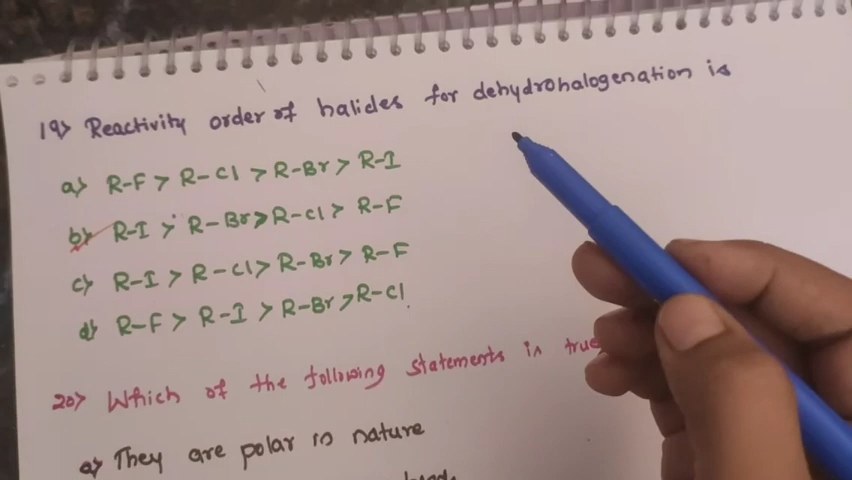 19) Reactivity order of halides for dehydrohalogenation is
a) R-F > R-Cl > R-Br > R-I
b) R-I > R-Br > R-Cl > R-F
c) R-I > R-Cl > R-Br > R-F
d) R-F > R-I > R-Br > R-Cl.
20) Which of the following statements is true
a) They are polar in nature